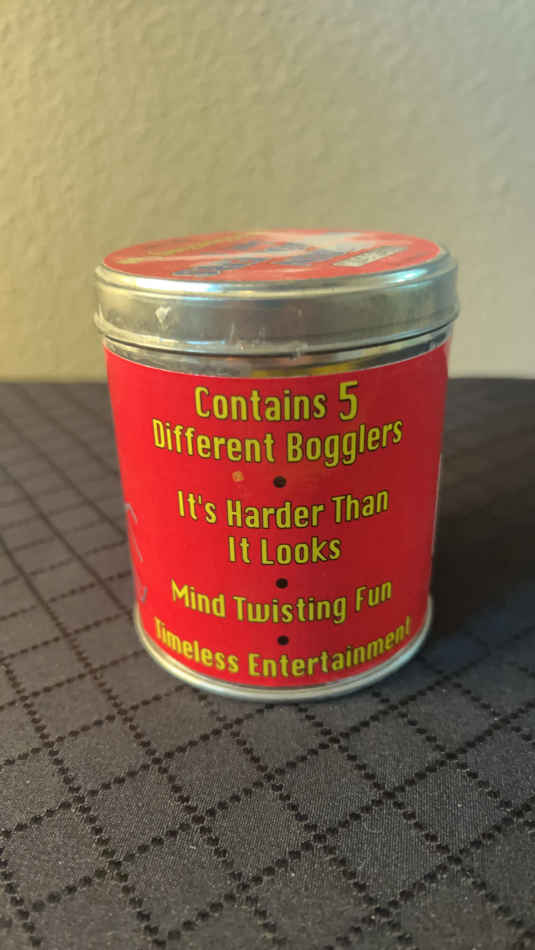 Contains 5
Different Bogglers
It's Harder Than
It Looks
Mind Twisting Fun
Timeless Entertainment